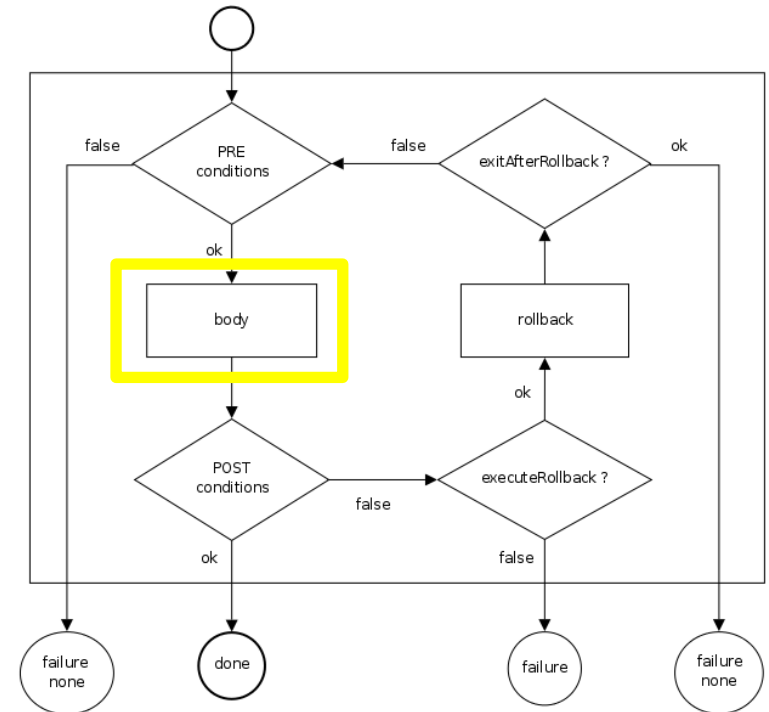 false
PRE
conditions
false
exitAfterRollback ?
ok
ok
body
rollback
ok
POST
conditions
executeRollback ?
false
ok
false
failure
none
done
failure
failure
none